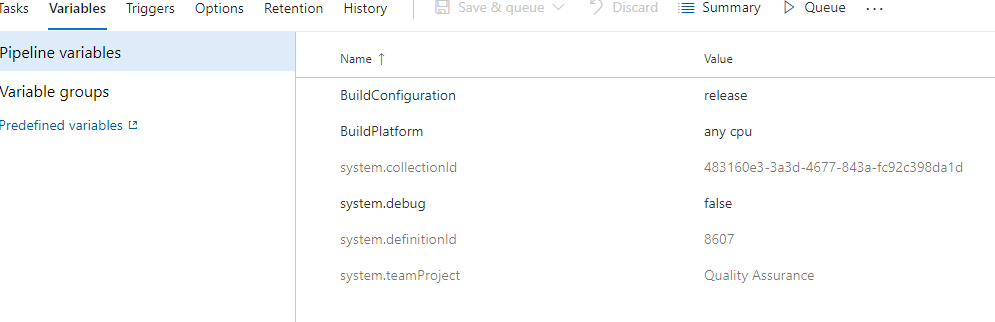 Tasks Variables Triggers Options Retention History Save & queue Discard Summary Queue ...
Pipeline variables
Variable groups
Predefined variables
Name ↑ Value
BuildConfiguration release
BuildPlatform any cpu
system.collectionId 483160e3-3a3d-4677-843a-fc92c398da1d
system.debug false
system.definitionId 8607
system.teamProject Quality Assurance